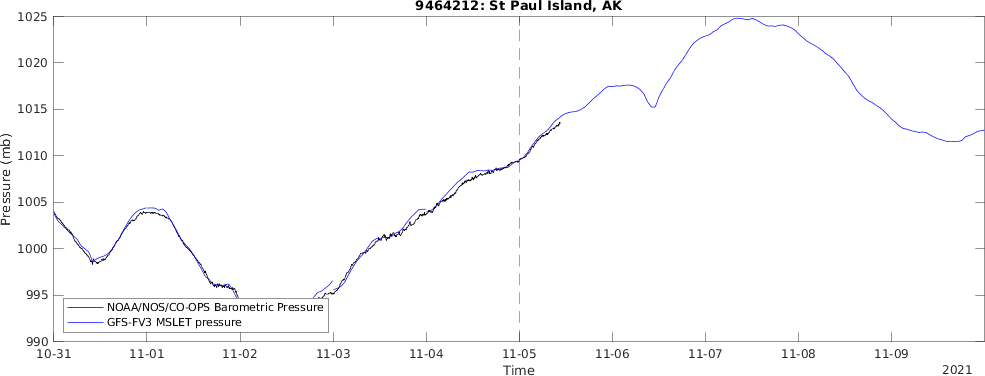 9464212: St Paul Island, AK
Pressure (mb)
1025
1020
1015
1010
1005
1000
995
990
NOAA/NOS/CO-OPS Barometric Pressure
GFS-FV3 MSLET pressure
10-31 11-01 11-02 11-03 11-04 11-05 11-06 11-07 11-08 11-09
Time
2021